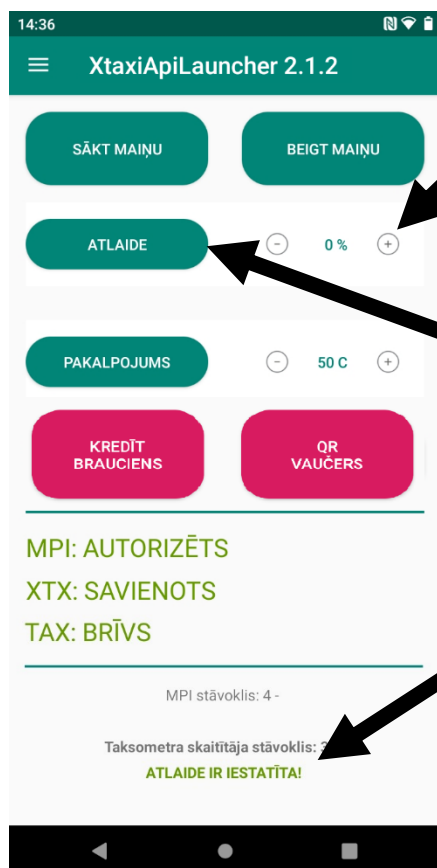 14:36
XtaxiApiLauncher 2.1.2
SĀKT MAIŅU
BEIGT MAIŅU
ATLAIDE
- 0 % +
PAKALPOJUMS
- 50 C +
KREDĪT
BRAUCIENS
QR
VAUČERS
MPI: AUTORIZĒTS
XTX: SAVIENOTS
TAX: BRĪVS
MPI stāvoklis: 4 -
Taksometra skaitītāja stāvoklis:
ATLAIDE IR IESTATĪTA!